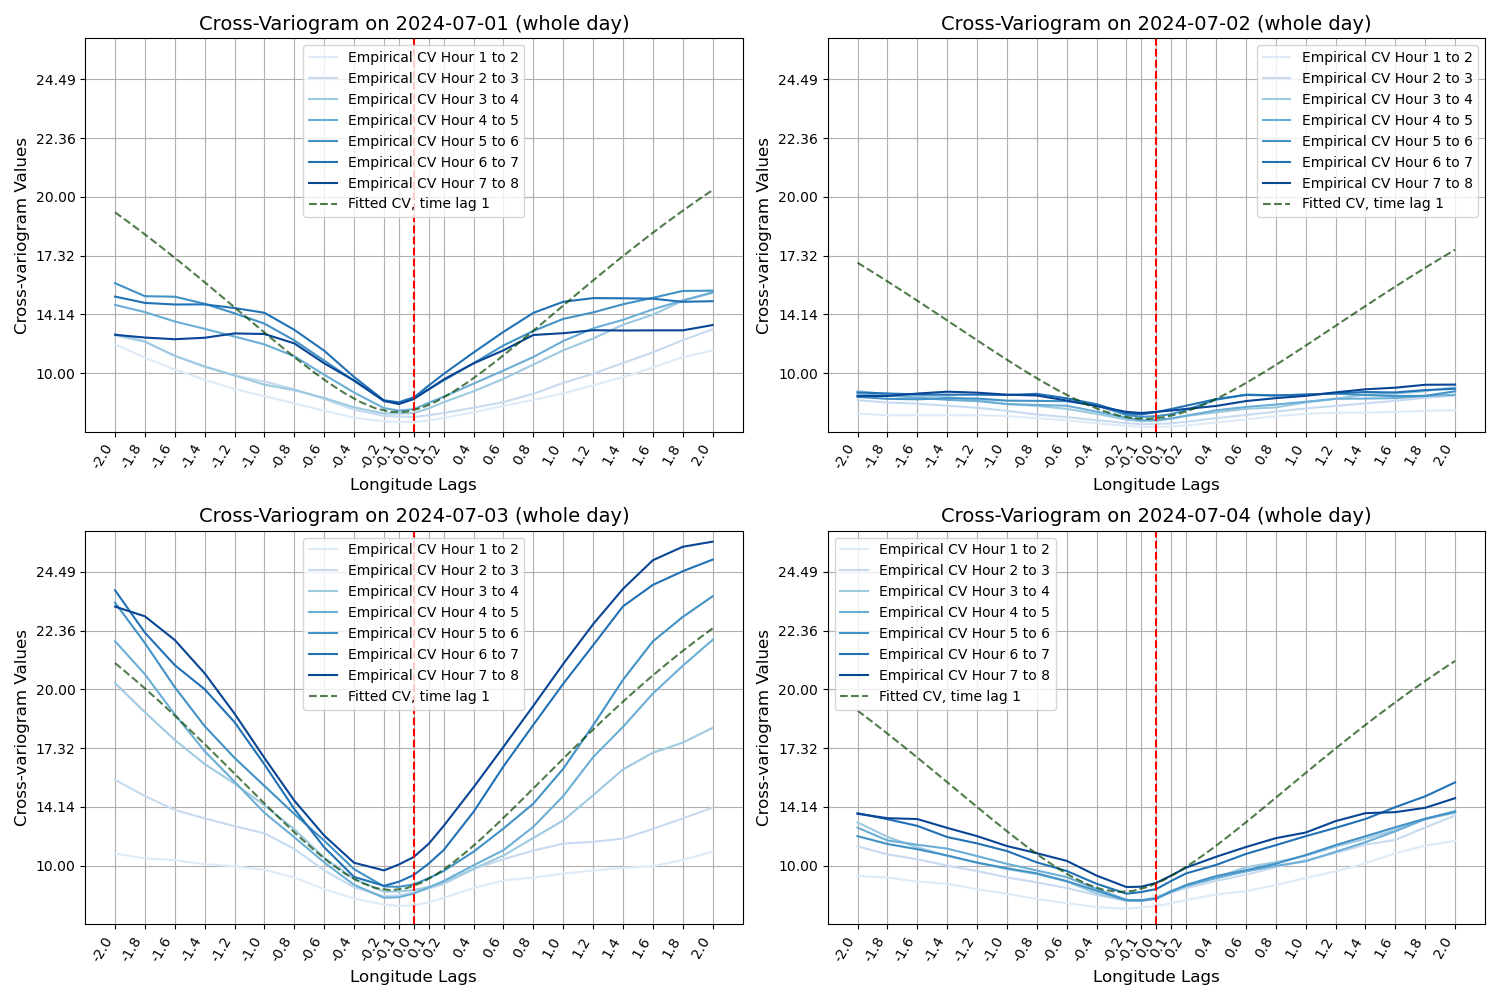 Cross-Variogram on 2024-07-01 (whole day)
Cross-variogram Values
24.49
22.36
20.00
17.32
14.14
10.00
Empirical CV Hour 1 to 2
Empirical CV Hour 2 to 3
Empirical CV Hour 3 to 4
Empirical CV Hour 4 to 5
Empirical CV Hour 5 to 6
Empirical CV Hour 6 to 7
Empirical CV Hour 7 to 8
Fitted CV, time lag 1
-2.0
-1.8
-1.6
-1.4
-1.2
-1.0
-0.8
-0.6
-0.4
-0.2
-0.1
0.0
0.1
0.2
0.4
0.6
0.8
1.0
1.2
1.4
1.6
1.8
2.0
Longitude Lags
Cross-Variogram on 2024-07-02 (whole day)
Cross-variogram Values
24.49
22.36
20.00
17.32
14.14
10.00
Empirical CV Hour 1 to 2
Empirical CV Hour 2 to 3
Empirical CV Hour 3 to 4
Empirical CV Hour 4 to 5
Empirical CV Hour 5 to 6
Empirical CV Hour 6 to 7
Empirical CV Hour 7 to 8
Fitted CV, time lag 1
-2.0
-1.8
-1.6
-1.4
-1.2
-1.0
-0.8
-0.6
-0.4
-0.2
-0.1
0.0
0.1
0.2
0.4
0.6
0.8
1.0
1.2
1.4
1.6
1.8
2.0
Longitude Lags
Cross-Variogram on 2024-07-03 (whole day)
Cross-variogram Values
24.49
22.36
20.00
17.32
14.14
10.00
Empirical CV Hour 1 to 2
Empirical CV Hour 2 to 3
Empirical CV Hour 3 to 4
Empirical CV Hour 4 to 5
Empirical CV Hour 5 to 6
Empirical CV Hour 6 to 7
Empirical CV Hour 7 to 8
Fitted CV, time lag 1
-2.0
-1.8
-1.6
-1.4
-1.2
-1.0
-0.8
-0.6
-0.4
-0.2
-0.1
0.0
0.1
0.2
0.4
0.6
0.8
1.0
1.2
1.4
1.6
1.8
2.0
Longitude Lags
Cross-Variogram on 2024-07-04 (whole day)
Cross-variogram Values
24.49
22.36
20.00
17.32
14.14
10.00
Empirical CV Hour 1 to 2
Empirical CV Hour 2 to 3
Empirical CV Hour 3 to 4
Empirical CV Hour 4 to 5
Empirical CV Hour 5 to 6
Empirical CV Hour 6 to 7
Empirical CV Hour 7 to 8
Fitted CV, time lag 1
-2.0
-1.8
-1.6
-1.4
-1.2
-1.0
-0.8
-0.6
-0.4
-0.2
-0.1
0.0
0.1
0.2
0.4
0.6
0.8
1.0
1.2
1.4
1.6
1.8
2.0
Longitude Lags